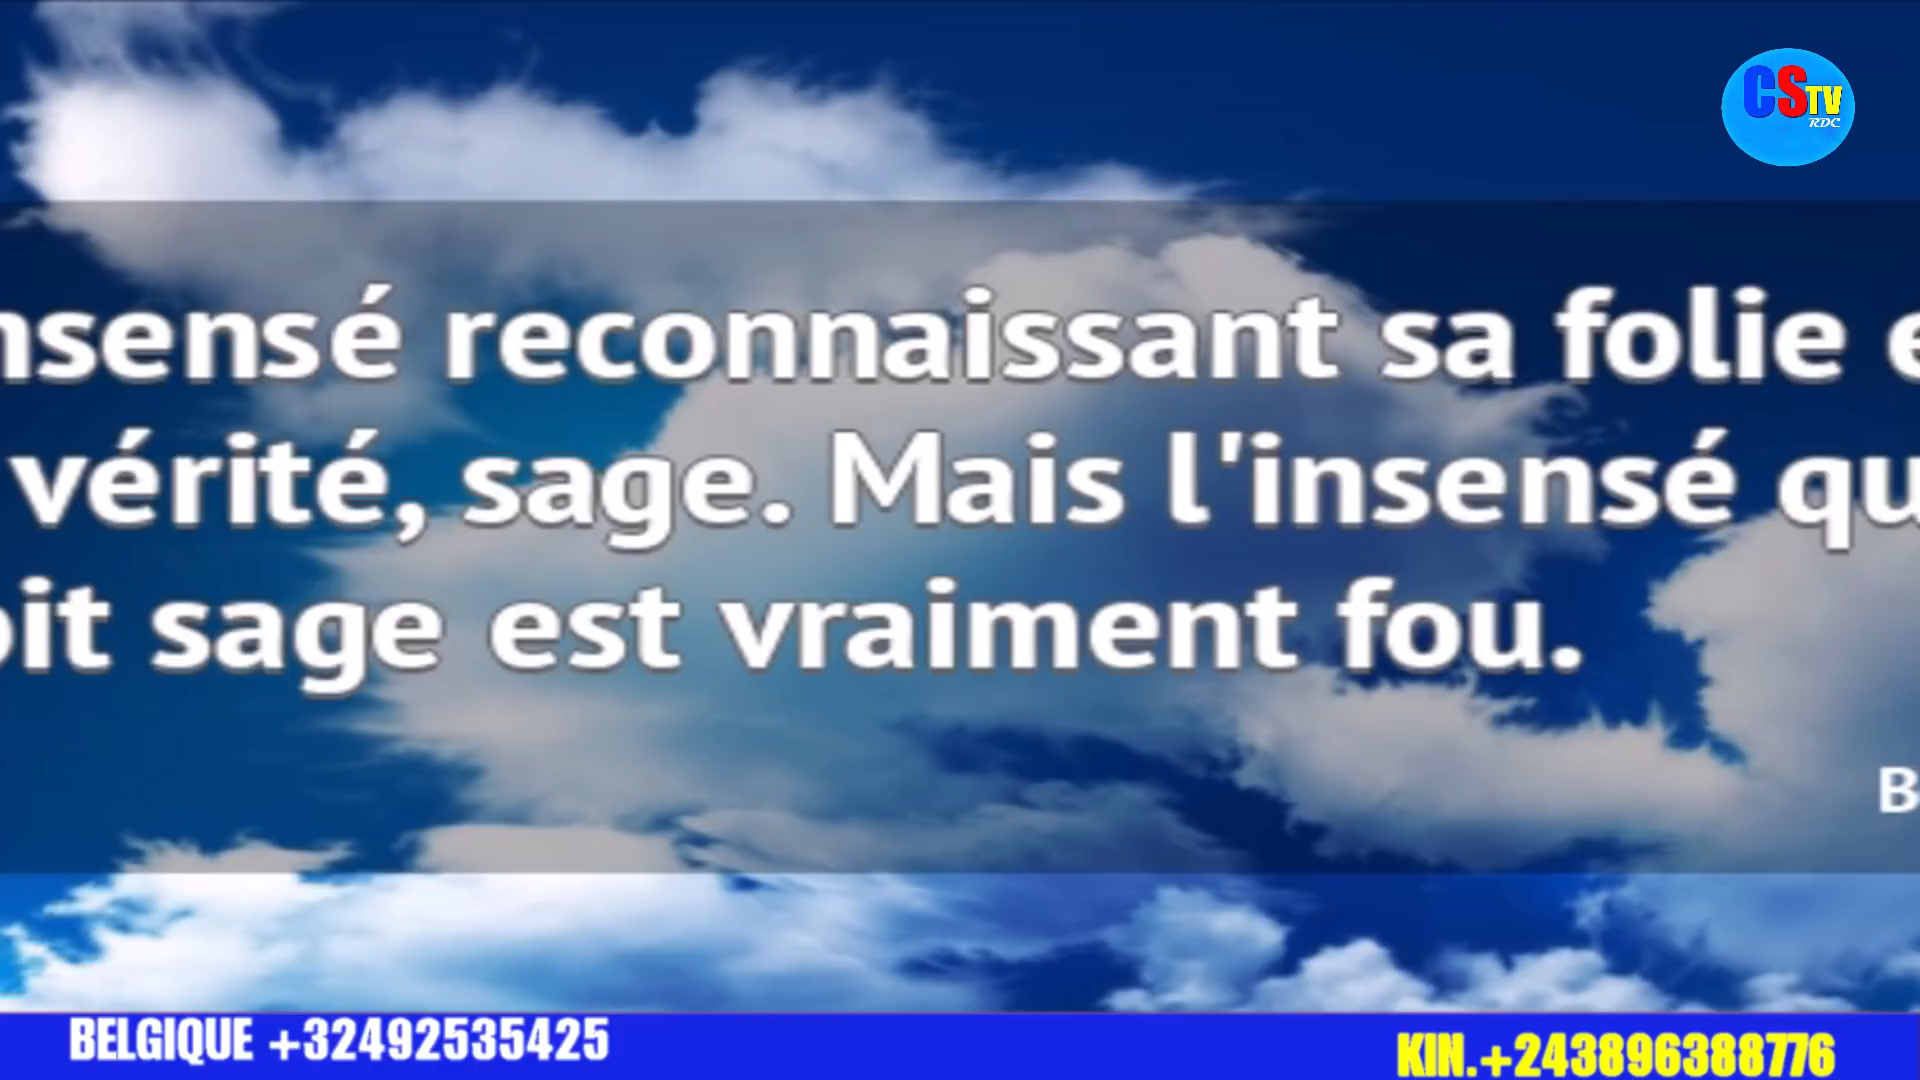 CSTV
RDC
nsensé reconnaissant sa folie e
vérité, sage. Mais l'insensé qu
oit sage est vraiment fou.
B
BELGIQUE +32492535425
KIN.+243896388776